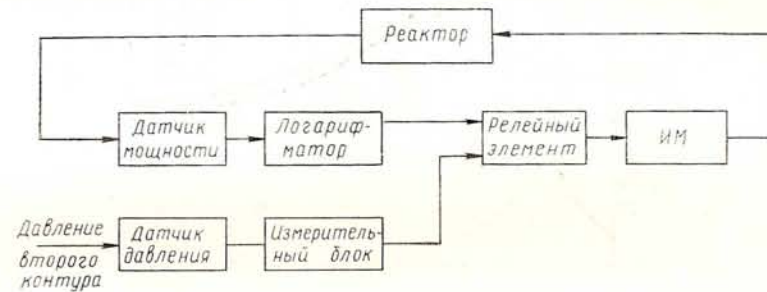 Реактор
Датчик
мощности
Логариф-
матор
Релейный
элемент
ИМ
Давление
второго
контура
Датчик
давления
Измеритель-
ный блок